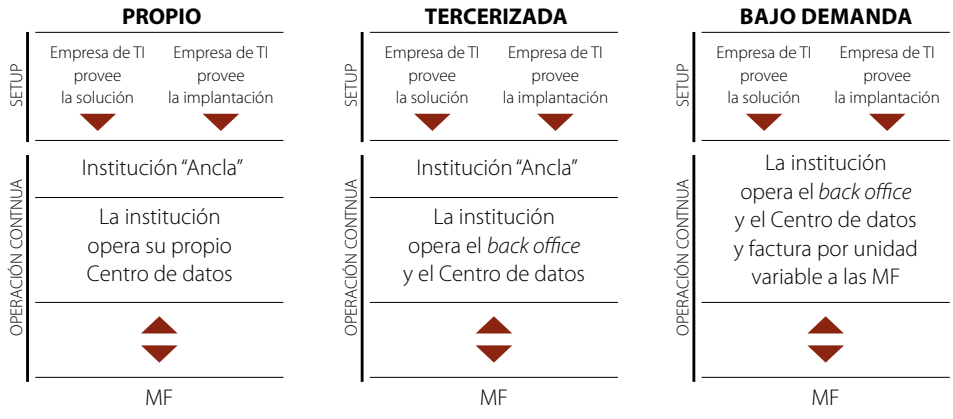 PROPIO
SETUP
Empresa de TI
provee
la solución
Empresa de TI
provee
la implantación
OPERACIÓN CONTNUA
Institución “Ancla”
La institución
opera su propio
Centro de datos
MF
TERCERIZADA
SETUP
Empresa de TI
provee
la solución
Empresa de TI
provee
la implantación
OPERACIÓN CONTNUA
Institución “Ancla”
La institución
opera el back office
y el Centro de datos
MF
BAJO DEMANDA
SETUP
Empresa de TI
provee
la solución
Empresa de TI
provee
la implantación
OPERACIÓN CONTNUA
La institución
opera el back office
y el Centro de datos
y factura por unidad
variable a las MF
MF